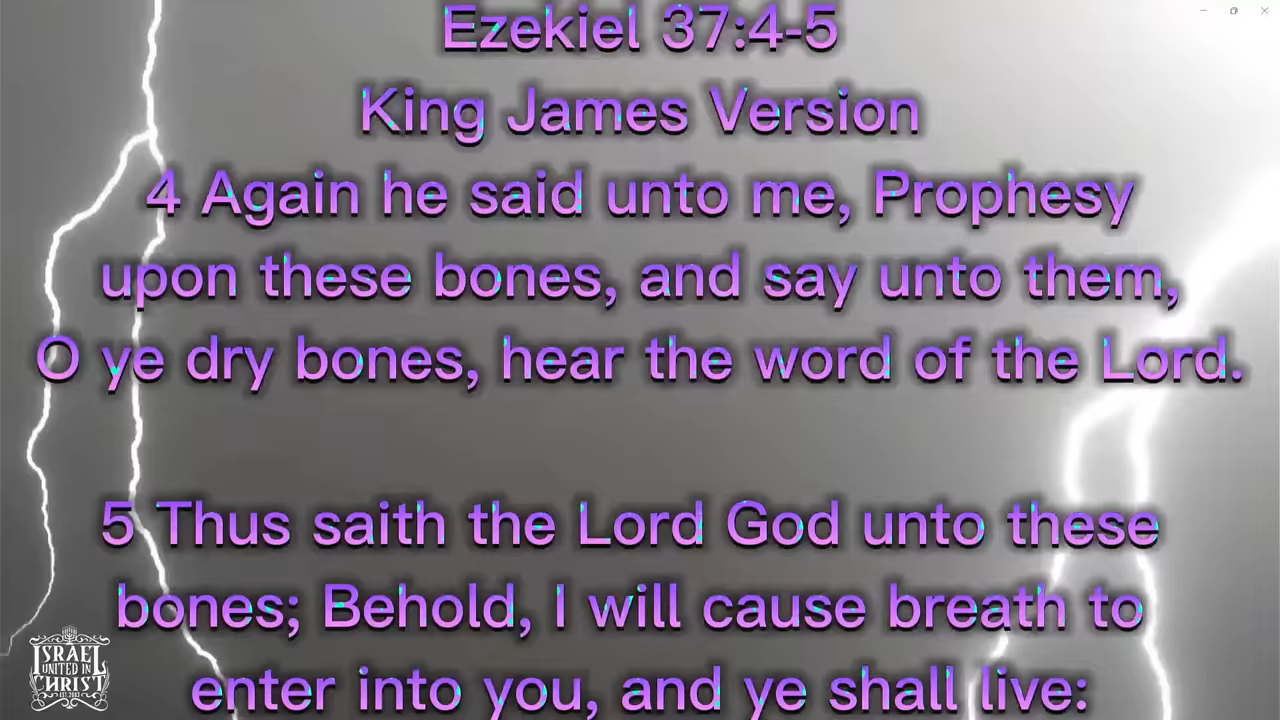 Ezekiel 37:4-5
King James Version
4 Again he said unto me, Prophesy
upon these bones, and say unto them,
O ye dry bones, hear the word of the Lord.
5 Thus saith the Lord God unto these
bones; Behold, I will cause breath to
enter into you, and ye shall live:
ISRAEL
UNITED IN
CHRIST
EST. 2003